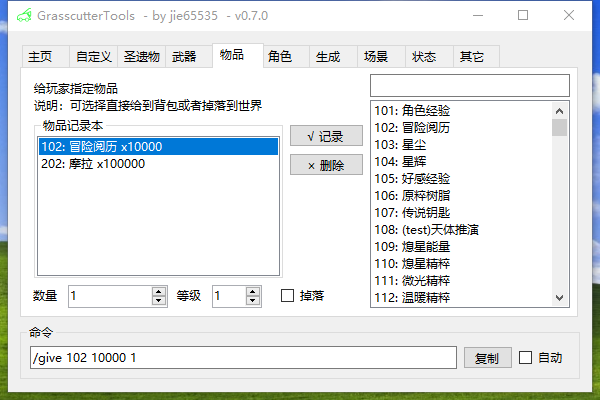 GrasscutterTools - by jie65535 - v0.7.0
主页 自定义 圣遗物 武器 物品 角色 生成 场景 状态 其它
给玩家指定物品
说明：可选择直接给到背包或者掉落到世界
物品记录本
102: 冒险阅历 x10000
202: 摩拉 x100000
√ 记录
× 删除
101: 角色经验
102: 冒险阅历
103: 星尘
104: 星辉
105: 好感经验
106: 原粹树脂
107: 传说钥匙
108: (test)天体推演
109: 熄星能量
110: 熄星精粹
111: 微光精粹
112: 温暖精粹
数量 1 等级 1 掉落
命令
/give 102 10000 1
复制
自动